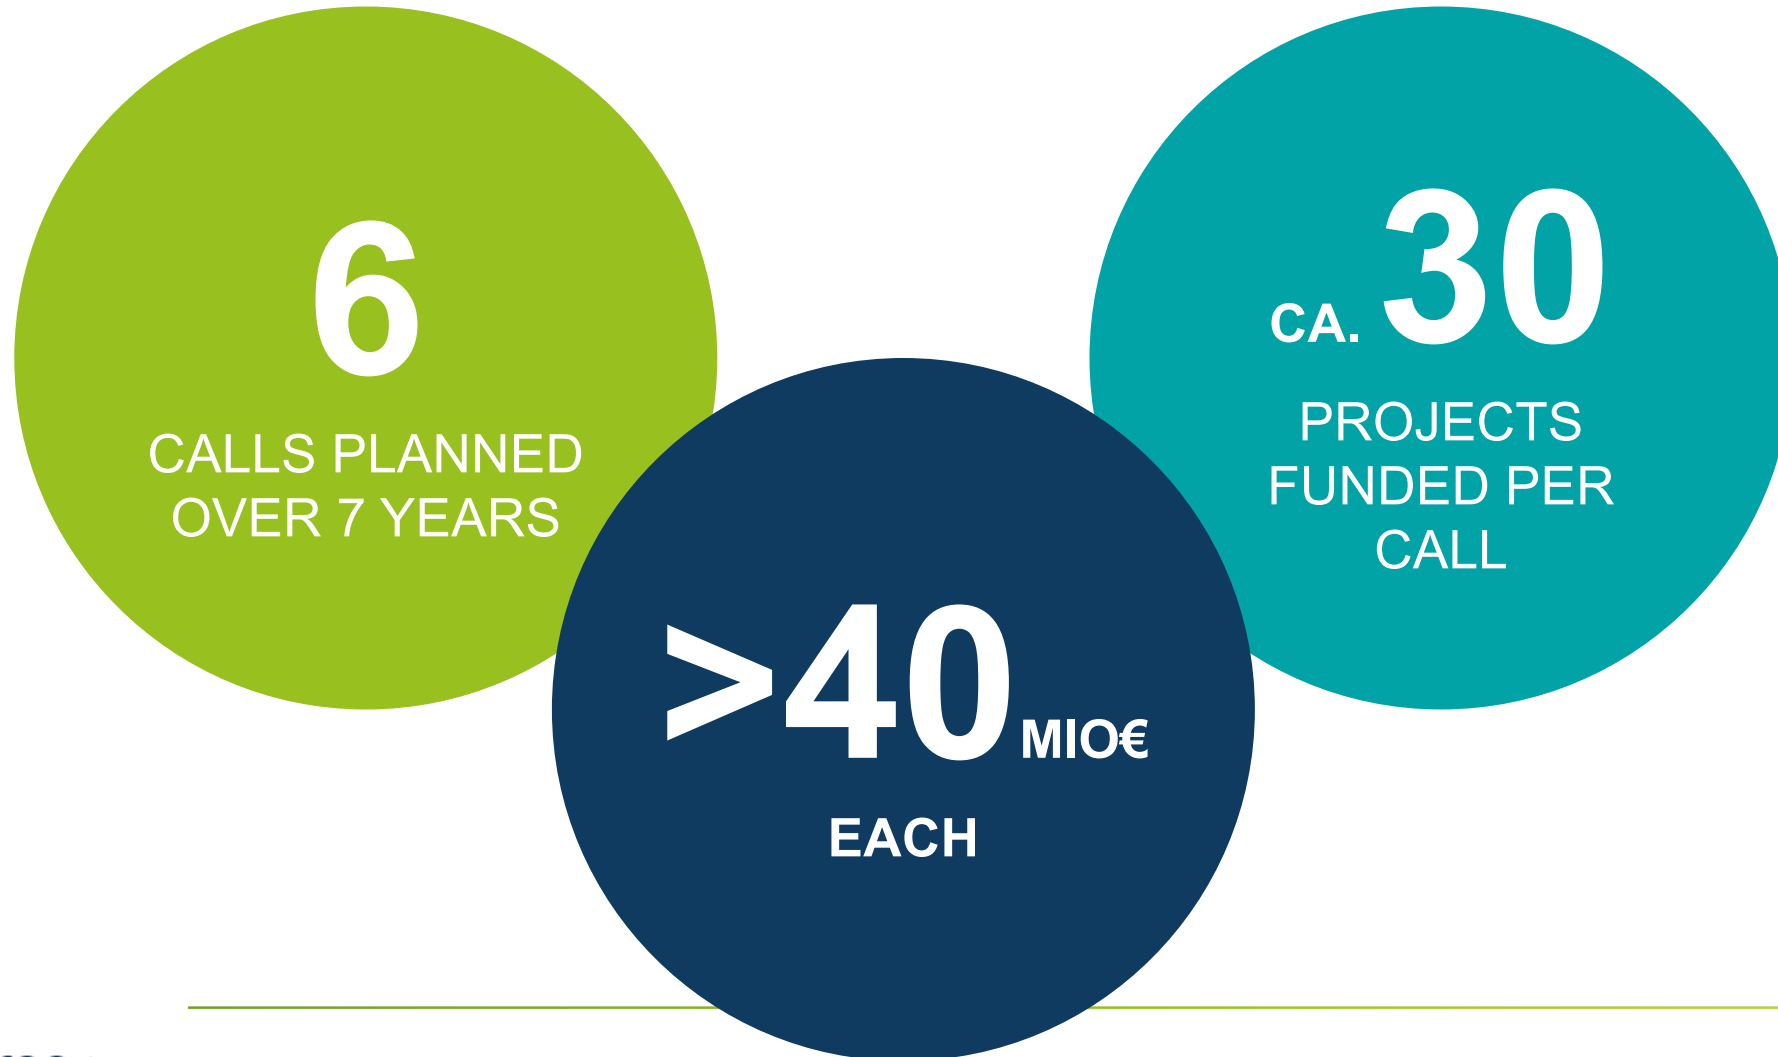 6
CALLS PLANNED
OVER 7 YEARS
>40 MIO€
EACH
CA. 30
PROJECTS
FUNDED PER
CALL